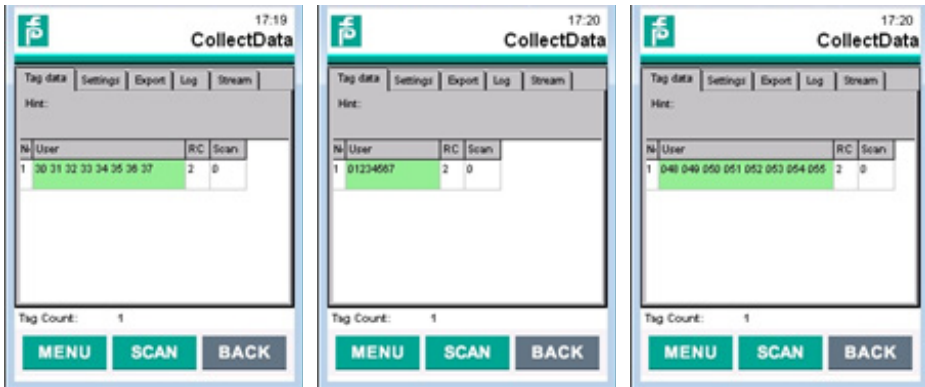 17:19
CollectData
Tag data Settings Export Log Stream
Hint:
N- User RC Scan
1 30 31 32 33 34 35 36 37 2 0
Tag Count: 1
MENU SCAN BACK
17:20
CollectData
Tag data Settings Export Log Stream
Hint:
N- User RC Scan
1 01234567 2 0
Tag Count: 1
MENU SCAN BACK
17:20
CollectData
Tag data Settings Export Log Stream
Hint:
N- User RC Scan
1 048 049 050 051 052 053 054 055 2 0
Tag Count: 1
MENU SCAN BACK